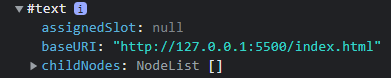 ▼ #text i
assignedSlot: null
baseURI: "http://127.0.0.1:5500/index.html"
▶ childNodes: NodeList []